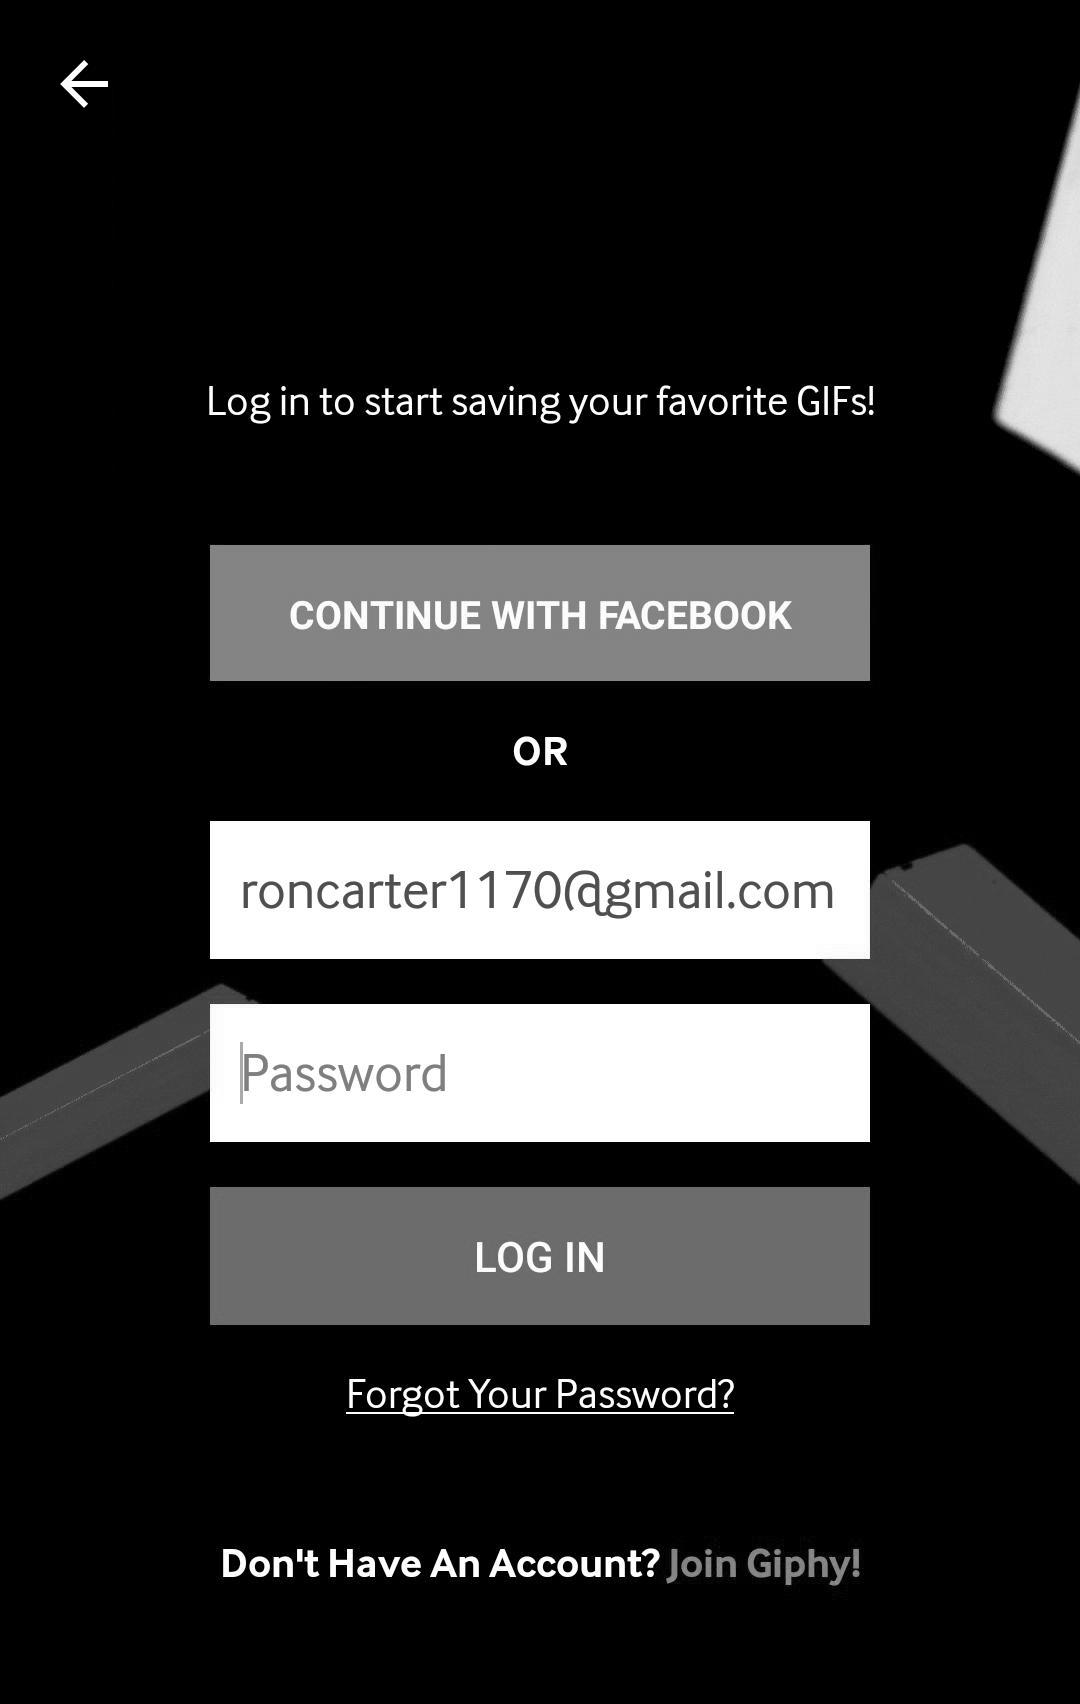 Log in to start saving your favorite GIFs!
CONTINUE WITH FACEBOOK
OR
roncarter1170@gmail.com
Password
LOG IN
Forgot Your Password?
Don't Have An Account? Join Giphy!